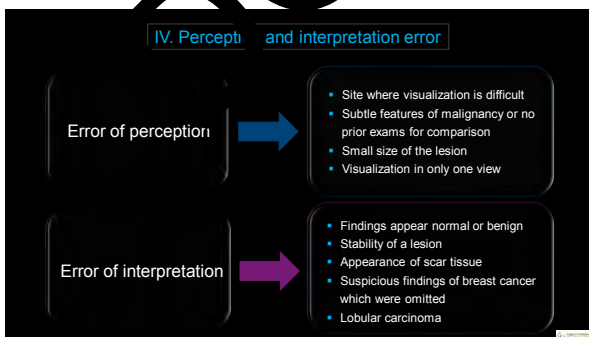 IV. Percepti and interpretation error
Error of perception
▪ Site where visualization is difficult
▪ Subtle features of malignancy or no
prior exams for comparison
▪ Small size of the lesion
▪ Visualization in only one view
Error of interpretation
▪ Findings appear normal or benign
▪ Stability of a lesion
▪ Appearance of scar tissue
▪ Suspicious findings of breast cancer
which were omitted
▪ Lobular carcinoma